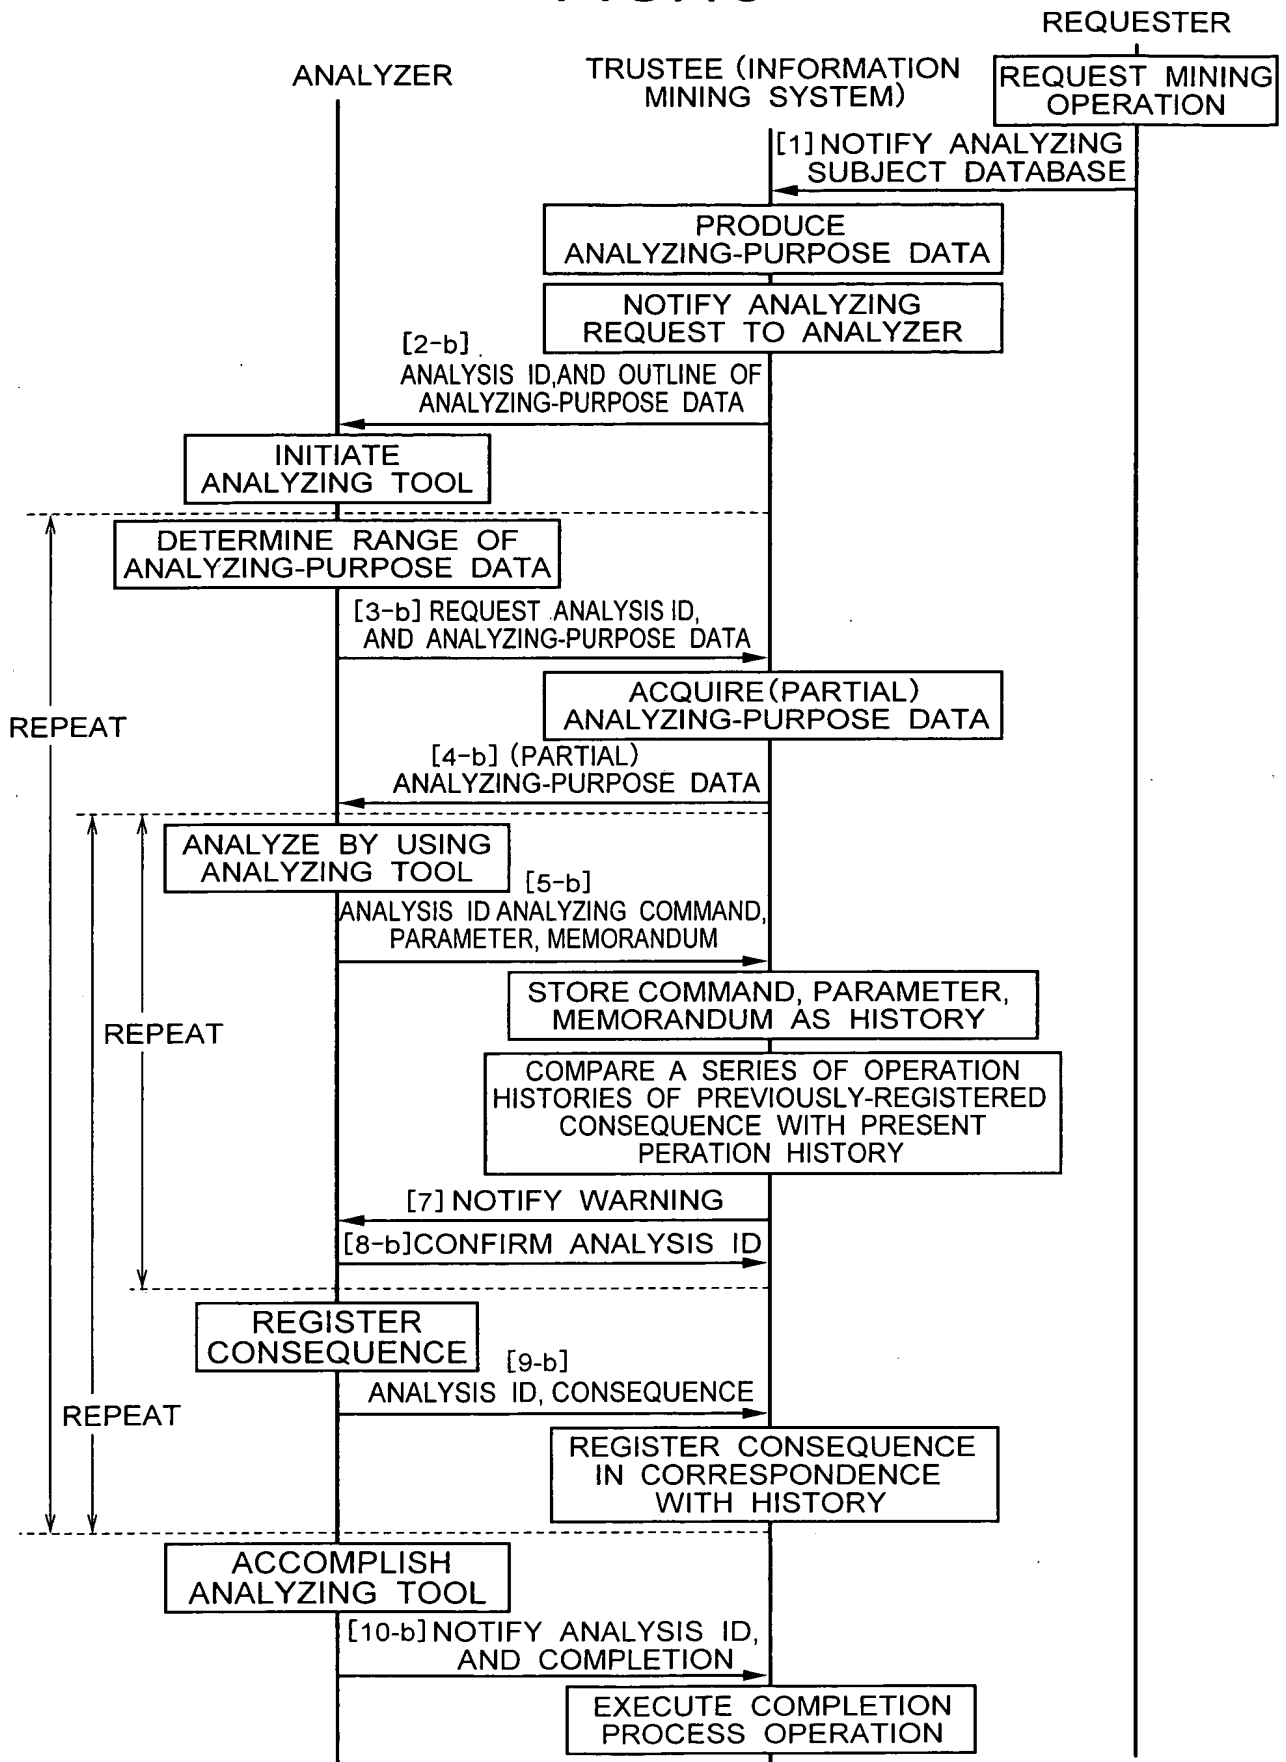 REQUESTER
ANALYZER
TRUSTEE (INFORMATION
MINING SYSTEM)
REQUEST MINING
OPERATION
[1] NOTIFY ANALYZING
SUBJECT DATABASE
PRODUCE
ANALYZING-PURPOSE DATA
NOTIFY ANALYZING
REQUEST TO ANALYZER
[2-b]
ANALYSIS ID, AND OUTLINE OF
ANALYZING-PURPOSE DATA
INITIATE
ANALYZING TOOL
DETERMINE RANGE OF
ANALYZING-PURPOSE DATA
[3-b] REQUEST ANALYSIS ID,
AND ANALYZING-PURPOSE DATA
ACQUIRE (PARTIAL)
ANALYZING-PURPOSE DATA
REPEAT
[4-b] (PARTIAL)
ANALYZING-PURPOSE DATA
ANALYZE BY USING
ANALYZING TOOL
[5-b]
ANALYSIS ID ANALYZING COMMAND,
PARAMETER, MEMORANDUM
STORE COMMAND, PARAMETER,
MEMORANDUM AS HISTORY
REPEAT
COMPARE A SERIES OF OPERATION
HISTORIES OF PREVIOUSLY-REGISTERED
CONSEQUENCE WITH PRESENT
PERATION HISTORY
[7] NOTIFY WARNING
[8-b] CONFIRM ANALYSIS ID
REGISTER
CONSEQUENCE
[9-b]
ANALYSIS ID, CONSEQUENCE
REPEAT
REGISTER CONSEQUENCE
IN CORRESPONDENCE
WITH HISTORY
ACCOMPLISH
ANALYZING TOOL
[10-b] NOTIFY ANALYSIS ID,
AND COMPLETION
EXECUTE COMPLETION
PROCESS OPERATION